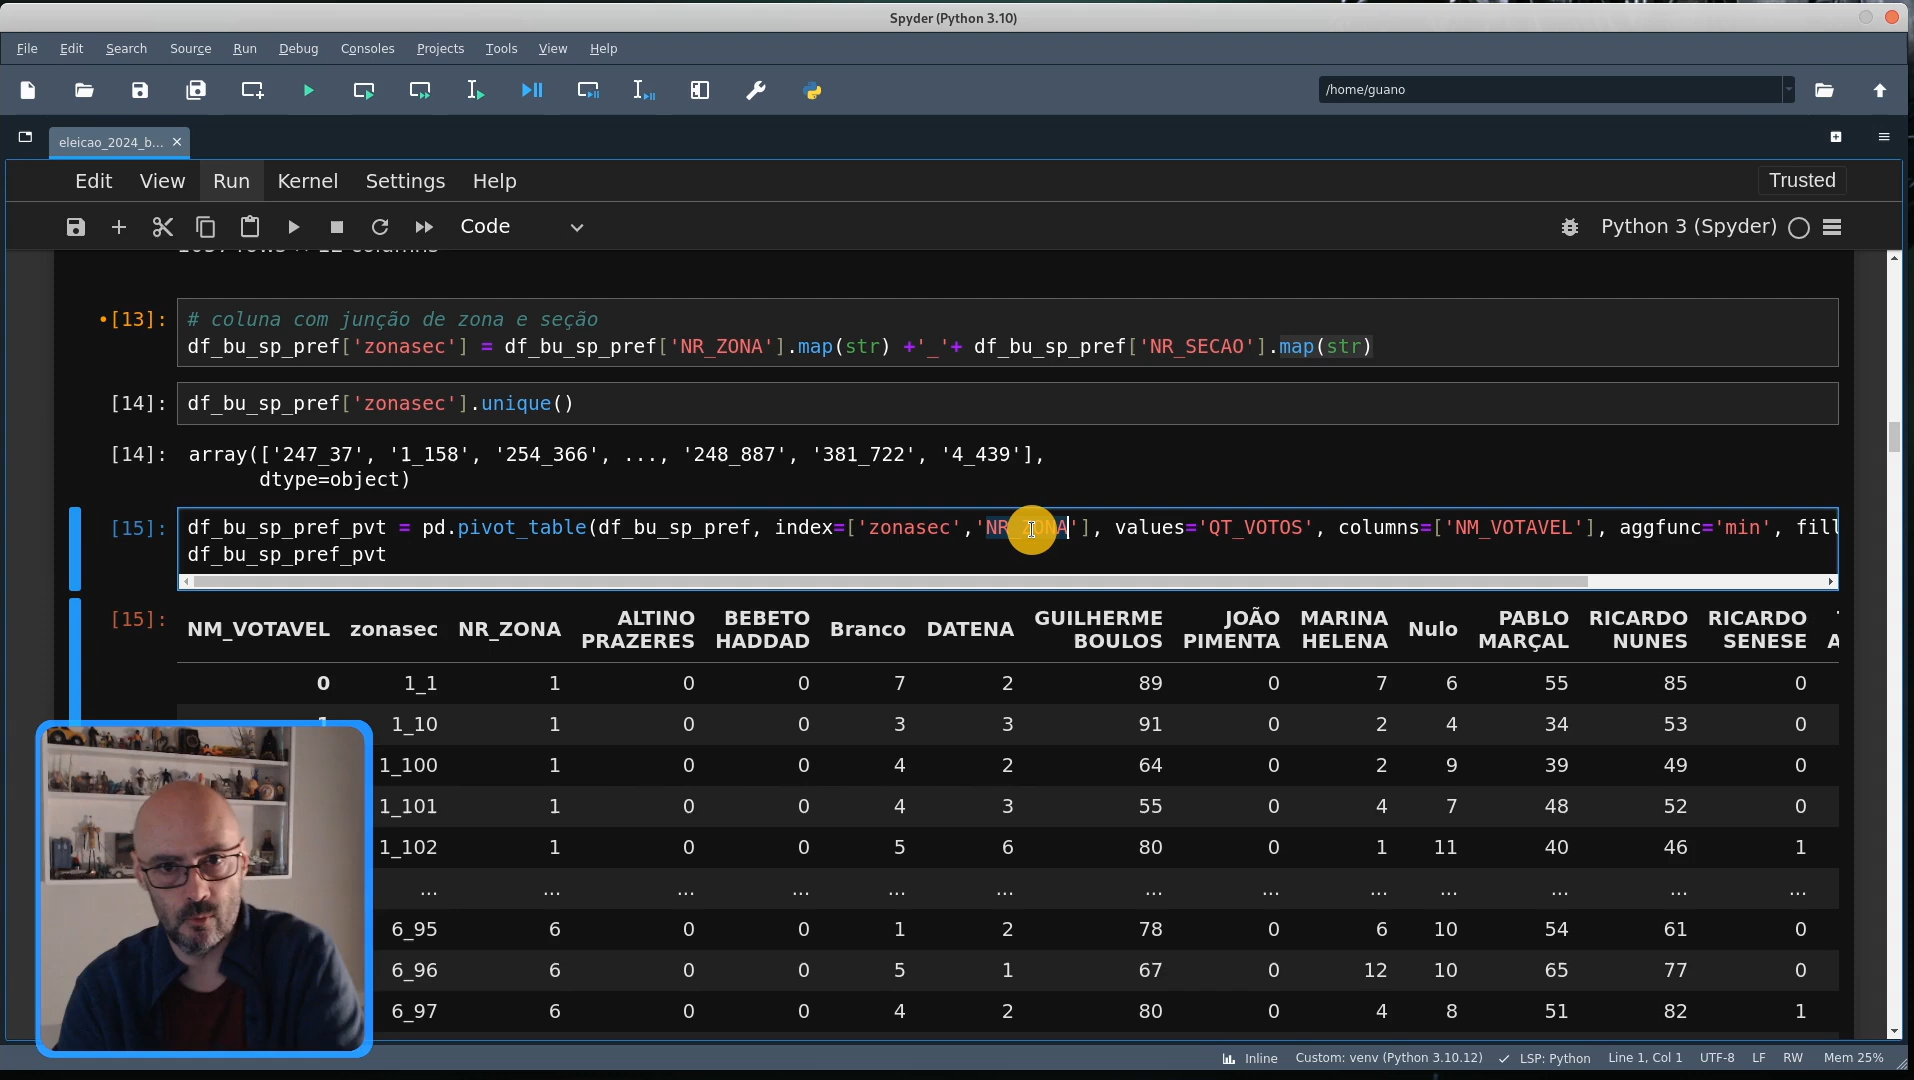 Spyder (Python 3.10)
File Edit Search Source Run Debug Consoles Projects Tools View Help
/home/guano
eleicao_2024_b...
Edit View Run Kernel Settings Help Trusted
Code Python 3 (Spyder)
•[13]: # coluna com junção de zona e seção
df_bu_sp_pref['zonasec'] = df_bu_sp_pref['NR_ZONA'].map(str) +'_'+ df_bu_sp_pref['NR_SECAO'].map(str)
[14]: df_bu_sp_pref['zonasec'].unique()
[14]: array(['247_37', '1_158', '254_366', ..., '248_887', '381_722', '4_439'],
dtype=object)
[15]: df_bu_sp_pref_pvt = pd.pivot_table(df_bu_sp_pref, index=['zonasec','NR_ZONA'], values='QT_VOTOS', columns=['NM_VOTAVEL'], aggfunc='min', fill
df_bu_sp_pref_pvt
[15]: NM_VOTAVEL zonasec NR_ZONA ALTINO PRAZERES BEBETO HADDAD Branco DATENA GUILHERME BOULOS JOÃO PIMENTA MARINA HELENA Nulo PABLO MARÇAL RICARDO NUNES RICARDO SENESE
0 1_1 1 0 0 7 2 89 0 7 6 55 85 0
1_10 1 0 0 3 3 91 0 2 4 34 53 0
1_100 1 0 0 4 2 64 0 2 9 39 49 0
1_101 1 0 0 4 3 55 0 4 7 48 52 0
1_102 1 0 0 5 6 80 0 1 11 40 46 1
... ... ... ... ... ... ... ... ... ... ... ... ...
6_95 6 0 0 1 2 78 0 6 10 54 61 0
6_96 6 0 0 5 1 67 0 12 10 65 77 0
6_97 6 0 0 4 2 80 0 4 8 51 82 1
Inline Custom: venv (Python 3.10.12) LSP: Python Line 1, Col 1 UTF-8 LF RW Mem 25%